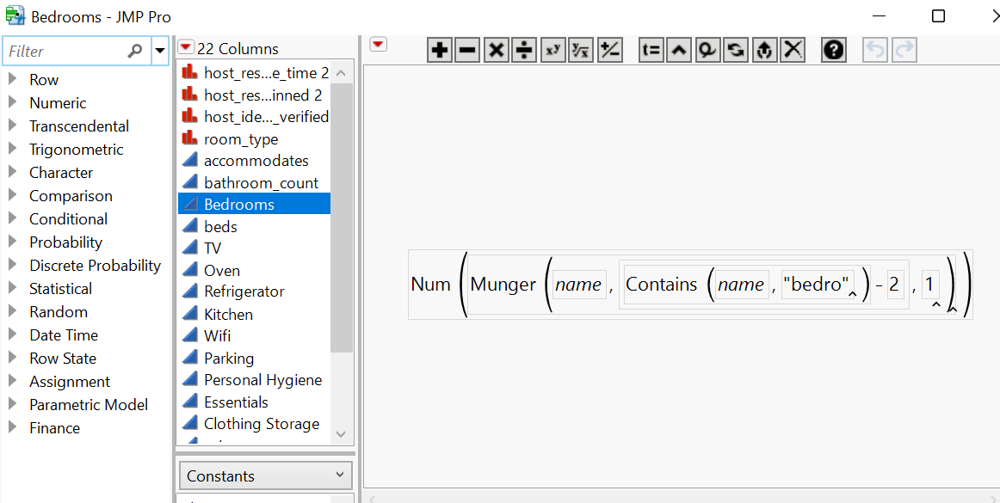 Bedrooms - JMP Pro
Filter
Row
Numeric
Transcendental
Trigonometric
Character
Comparison
Conditional
Probability
Discrete Probability
Statistical
Random
Date Time
Row State
Assignment
Parametric Model
Finance
22 Columns
host_res...e_time 2
host_res...inned 2
host_ide..._verified
room_type
accommodates
bathroom_count
Bedrooms
beds
TV
Oven
Refrigerator
Kitchen
Wifi
Parking
Personal Hygiene
Essentials
Clothing Storage
Constants
+ − × ÷ xʸ ʸ√x +/− t= ?
Num ( Munger ( name , Contains ( name , "bedro" ) - 2 , 1 ) )